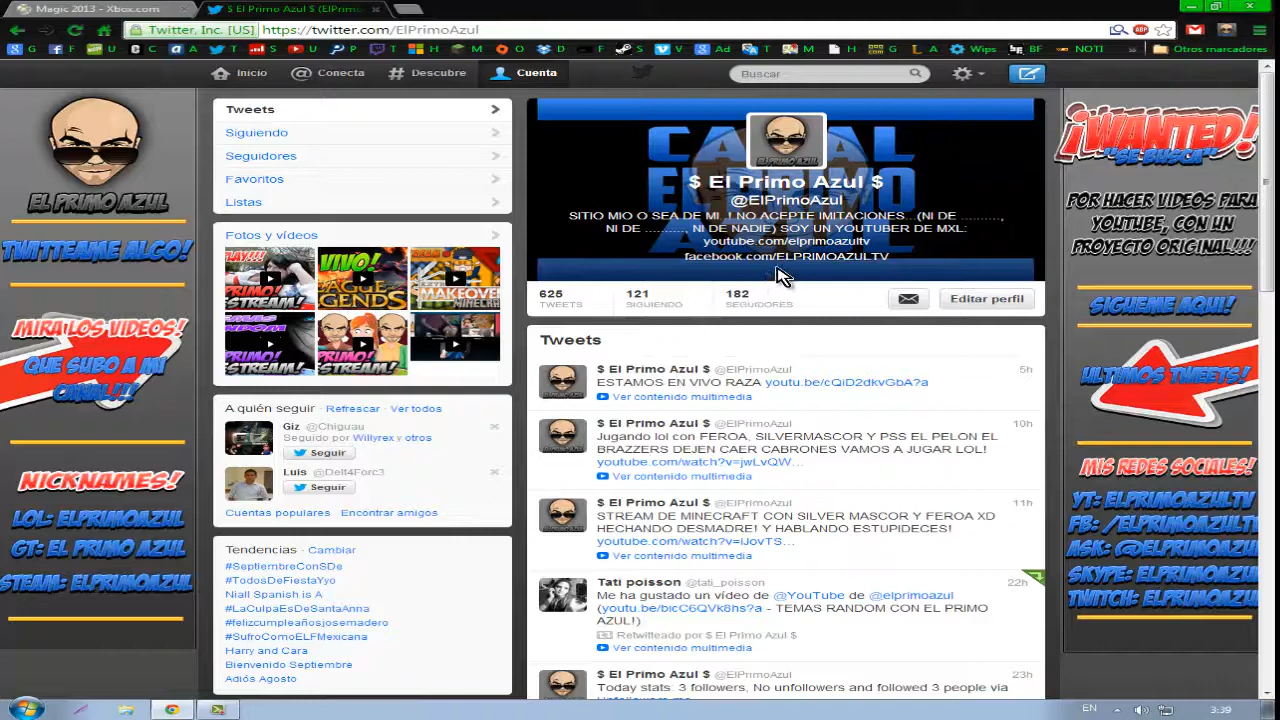 Magic 2013 - Xbox.com
$ El Primo Azul $ (ElPrimo
Twitter, Inc. [US]
https://twitter.com/ElPrimoAzul
Otros marcadores
Inicio
Conecta
Descubre
Cuenta
Buscar
Tweets
Siguiendo
Seguidores
Favoritos
Listas
Fotos y vídeos
A quién seguir · Refrescar · Ver todos
Giz @Chiguau
Seguido por Willyrex y otros
Seguir
Luis @Delt4Forc3
Seguir
Cuentas populares · Encontrar amigos
Tendencias · Cambiar
#SeptiembreConSDe
#TodosDeFiestaYyo
Niall Spanish is A
#LaCulpaEsDeSantaAnna
#felizcumpleañosjosemadero
#SufroComoELFMexicana
Harry and Cara
Bienvenido Septiembre
Adiós Agosto
$ El Primo Azul $
@ElPrimoAzul
SITIO MIO O SEA DE MI..! NO ACEPTE IMITACIONES...(NI DE ..........,
NI DE .........., NI DE NADIE) SOY UN YOUTUBER DE MXL:
youtube.com/elprimoazultv
facebook.com/ELPRIMOAZULTV
625
TWEETS
121
SIGUIENDO
182
SEGUIDORES
Editar perfil
Tweets
$ El Primo Azul $ @ElPrimoAzul 5h
ESTAMOS EN VIVO RAZA youtu.be/cQiD2dkvGbA?a
Ver contenido multimedia
$ El Primo Azul $ @ElPrimoAzul 10h
Jugando lol con FEROA, SILVERMASCOR Y PSS EL PELON EL
BRAZZERS DEJEN CAER CABRONES VAMOS A JUGAR LOL!
youtube.com/watch?v=jwLvQW...
Ver contenido multimedia
$ El Primo Azul $ @ElPrimoAzul 11h
STREAM DE MINECRAFT CON SILVER MASCOR Y FEROA XD
HECHANDO DESMADRE! Y HABLANDO ESTUPIDECES!
youtube.com/watch?v=IJovTS...
Ver contenido multimedia
Tati poisson @tati_poisson 22h
Me ha gustado un vídeo de @YouTube de @elprimoazul
(youtu.be/bicC6QVk8hs?a - TEMAS RANDOM CON EL PRIMO
AZUL!)
Retwitteado por $ El Primo Azul $
Ver contenido multimedia
$ El Primo Azul $ @ElPrimoAzul 23h
Today stats: 3 followers, No unfollowers and followed 3 people via
EL PRIMO AZUL
TWITTEAME ALGO!
MIRA LOS VIDEOS!
QUE SUBO A MI
CANAL!!!
NICKNAMES!
LOL: ELPRIMOAZUL
GT: EL PRIMO AZUL
STEAM: ELPRIMOAZUL
¡WANTED!
"SE BUSCA"
POR HACER VIDEOS PARA
YOUTUBE, CON UN
PROYECTO ORIGINAL!!!
SIGUEME AQUI!
ULTIMOS TWEETS!
MIS REDES SOCIALES!
YT: ELPRIMOAZULTV
FB: /ELPRIMOAZULTV
ASK: @ELPRIMOAZUL
SKYPE: ELPRIMOAZULTV
TWITCH: ELPRIMOAZUL
EN
3:39